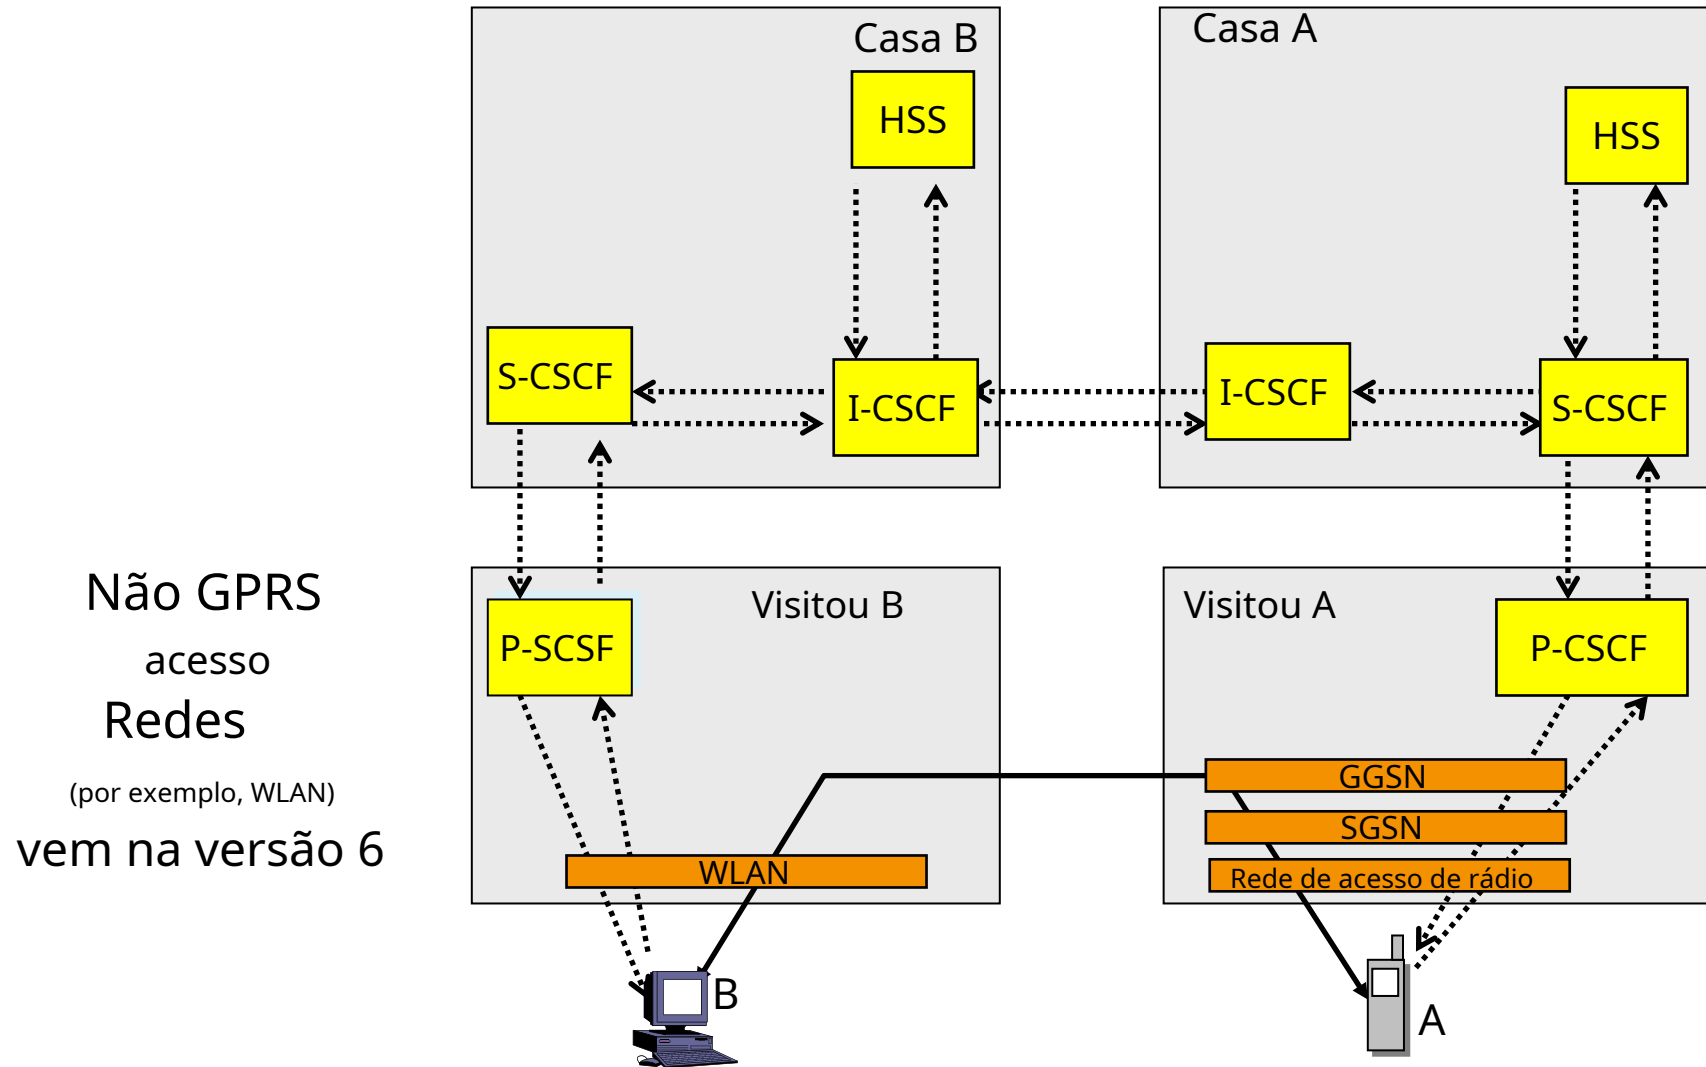 Casa B
Casa A
HSS
HSS
S-CSCF
I-CSCF
I-CSCF
S-CSCF
Não GPRS
acesso
Redes
(por exemplo, WLAN)
vem na versão 6
Visitou B
Visitou A
P-SCSF
P-CSCF
GGSN
SGSN
WLAN
Rede de acesso de rádio
B
A